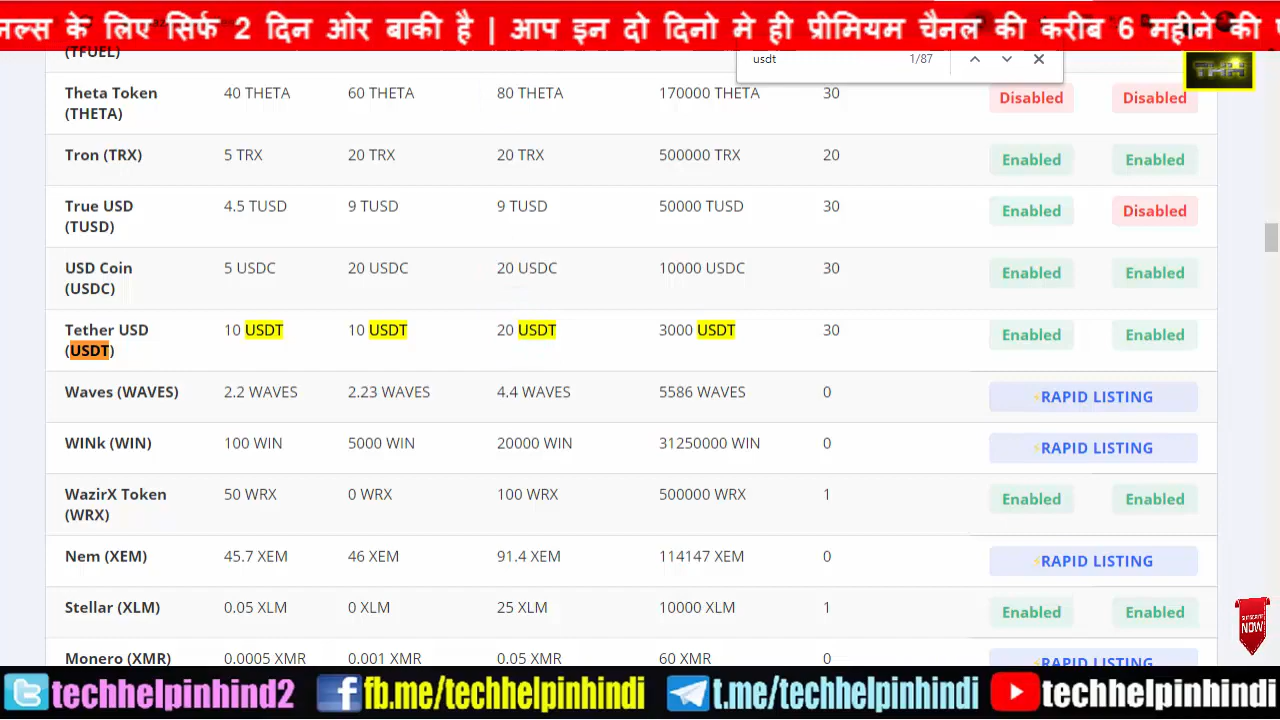 नल्स के लिए सिर्फ 2 दिन ओर बाकी है | आप इन दो दिनो मे ही प्रीमियम चैनल की करीब 6 महीने की
(TFUEL)
usdt 1/87
THH
Theta Token 40 THETA 60 THETA 80 THETA 170000 THETA 30 Disabled Disabled
(THETA)
Tron (TRX) 5 TRX 20 TRX 20 TRX 500000 TRX 20 Enabled Enabled
True USD 4.5 TUSD 9 TUSD 9 TUSD 50000 TUSD 30 Enabled Disabled
(TUSD)
USD Coin 5 USDC 20 USDC 20 USDC 10000 USDC 30 Enabled Enabled
(USDC)
Tether USD 10 USDT 10 USDT 20 USDT 3000 USDT 30 Enabled Enabled
(USDT)
Waves (WAVES) 2.2 WAVES 2.23 WAVES 4.4 WAVES 5586 WAVES 0 ⚡RAPID LISTING
WINk (WIN) 100 WIN 5000 WIN 20000 WIN 31250000 WIN 0 ⚡RAPID LISTING
WazirX Token 50 WRX 0 WRX 100 WRX 500000 WRX 1 Enabled Enabled
(WRX)
Nem (XEM) 45.7 XEM 46 XEM 91.4 XEM 114147 XEM 0 ⚡RAPID LISTING
Stellar (XLM) 0.05 XLM 0 XLM 25 XLM 10000 XLM 1 Enabled Enabled
SUBSCRIBE
NOW
Monero (XMR) 0.0005 XMR 0.001 XMR 0.05 XMR 60 XMR 0 ⚡RAPID LISTING
techhelpinhind2 fb.me/techhelpinhindi t.me/techhelpinhindi techhelpinhindi